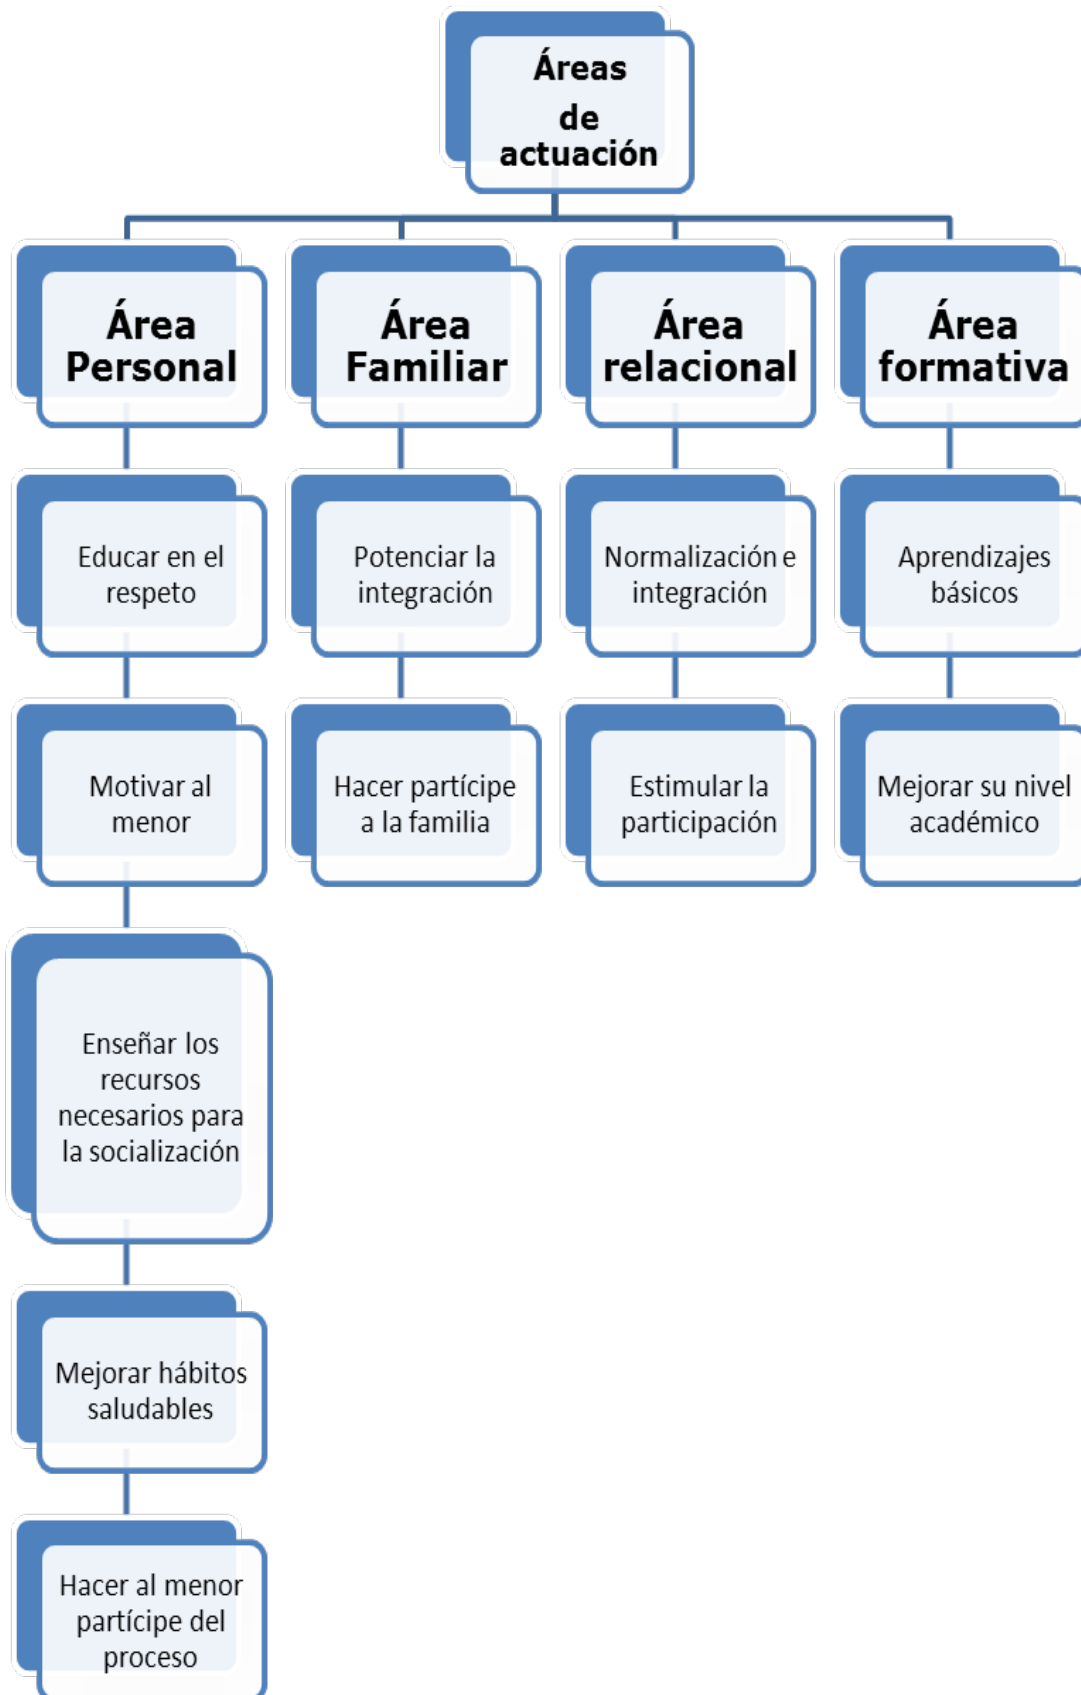 Áreas
de
actuación
Área
Personal
Área
Familiar
Área
relacional
Área
formativa
Educar en el
respeto
Potenciar la
integración
Normalización e
integración
Aprendizajes
básicos
Motivar al
menor
Hacer partícipe
a la familia
Estimular la
participación
Mejorar su nivel
académico
Enseñar los
recursos
necesarios para
la socialización
Mejorar hábitos
saludables
Hacer al menor
partícipe del
proceso